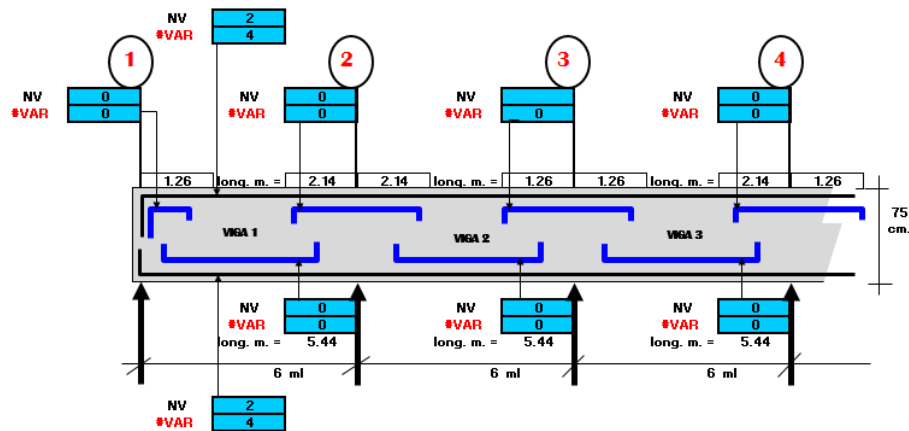 NV 2
#VAR 4
1 2 3 4
NV 0 NV 0 NV NV 0
#VAR 0 #VAR 0 #VAR 0 #VAR 0
1.26 long. m. = 2.14 2.14 long. m. = 1.26 1.26 long. m. = 2.14 1.26
VIGA 1 VIGA 2 VIGA 3
75
cm.
NV 0 NV 0 NV 0
#VAR 0 #VAR 0 #VAR 0
long. m. = 5.44 long. m. = 5.44 long. m. = 5.44
6 ml 6 ml 6 ml
NV 2
#VAR 4